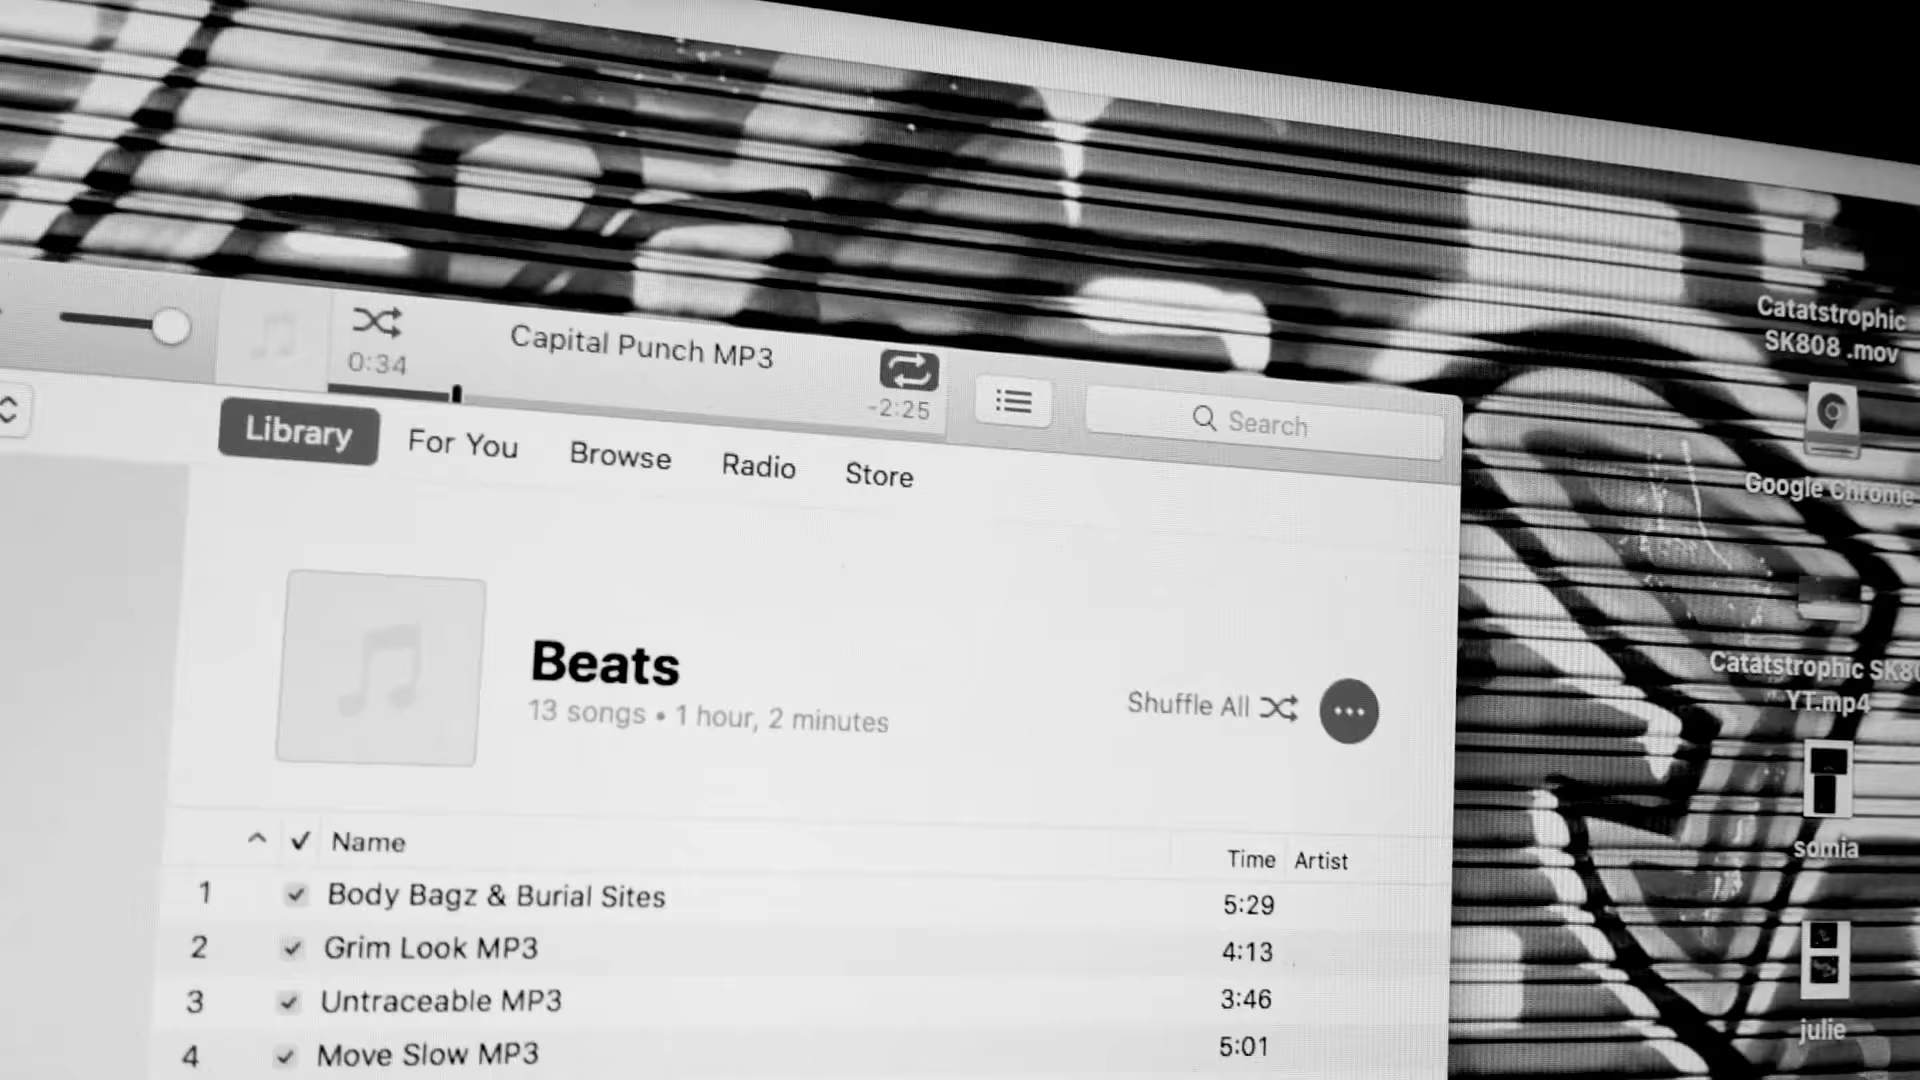 Capital Punch MP3
0:34
-2:25
Search
Library For You Browse Radio Store
Beats
13 songs • 1 hour, 2 minutes
Shuffle All
Name Time Artist
1 Body Bagz & Burial Sites 5:29
2 Grim Look MP3 4:13
3 Untraceable MP3 3:46
4 Move Slow MP3 5:01
Catatstrophic
SK808 .mov
Google Chrome
Catatstrophic SK80
YT.mp4
somia
julie